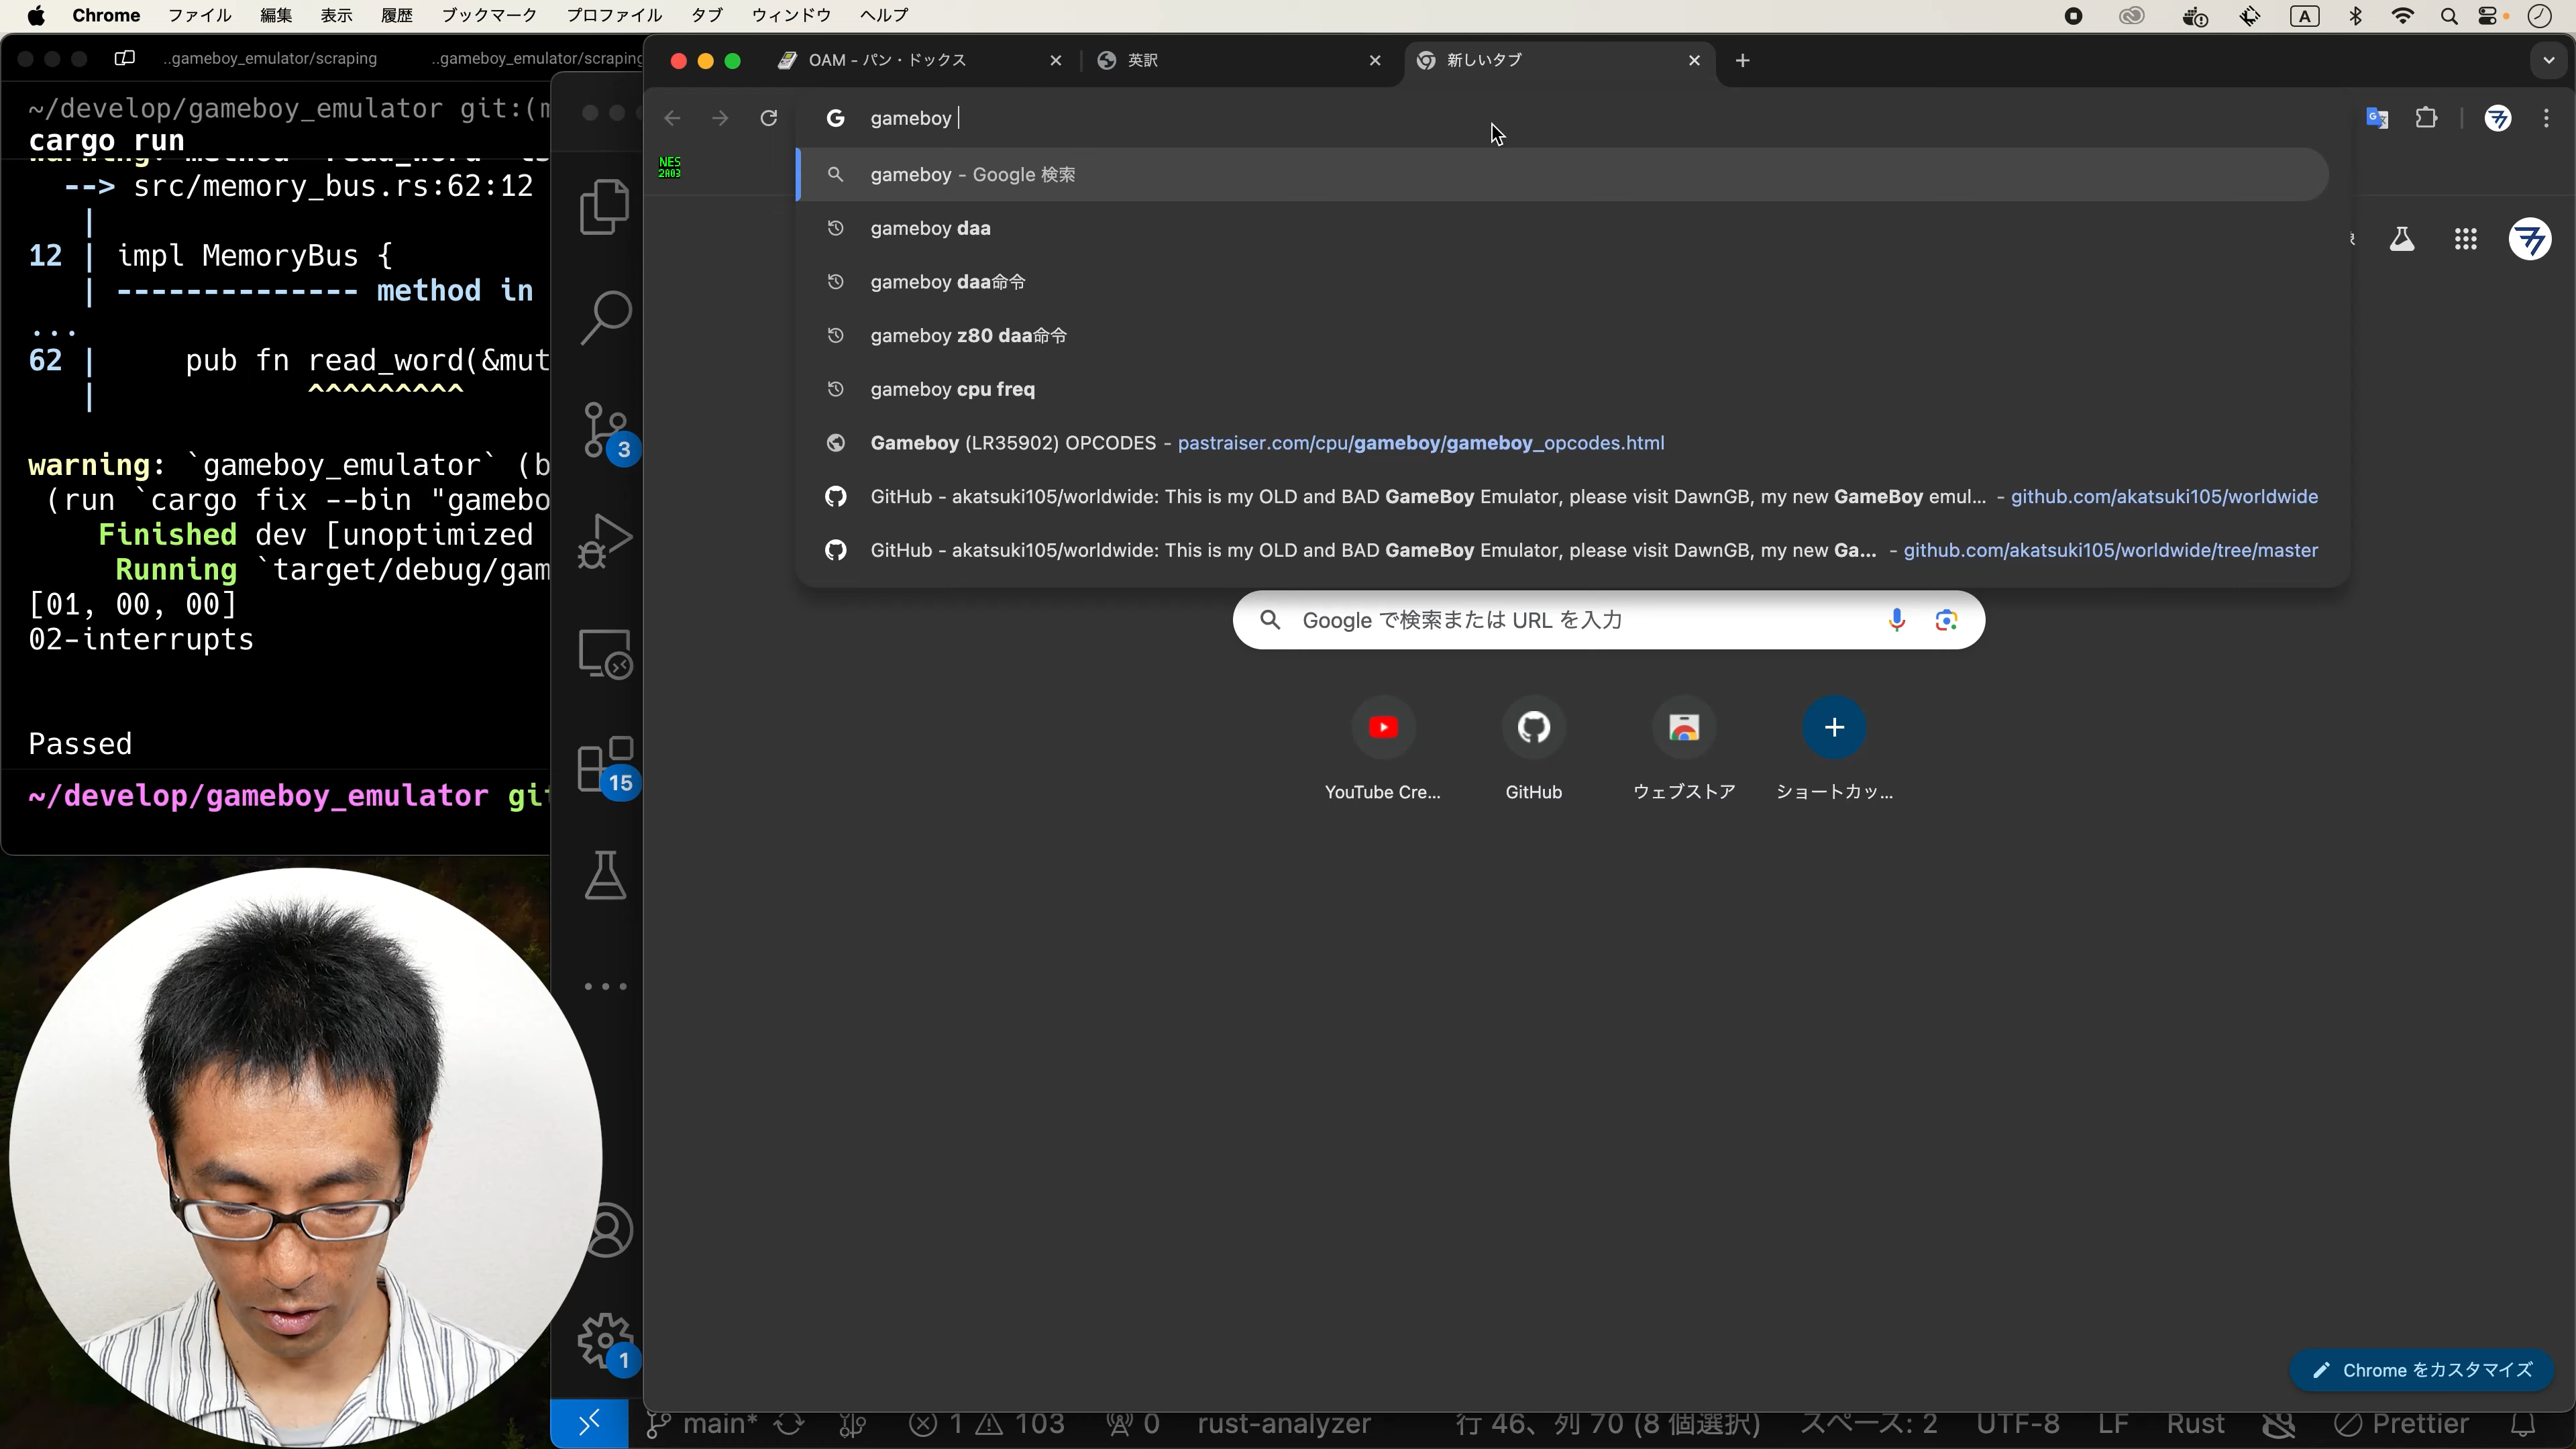 Chrome ファイル 編集 表示 履歴 ブックマーク プロファイル タブ ウィンドウ ヘルプ
A
..gameboy_emulator/scraping
..gameboy_emulator/scraping
~/develop/gameboy_emulator git:(m
cargo run
--> src/memory_bus.rs:62:12
|
12 | impl MemoryBus {
| -------------- method in
...
62 | pub fn read_word(&mut
| ^^^^^^^^^
warning: `gameboy_emulator` (b
(run `cargo fix --bin "gamebo
Finished dev [unoptimized
Running `target/debug/gam
[01, 00, 00]
02-interrupts
Passed
~/develop/gameboy_emulator git
3
15
1
OAM - パン・ドックス
英訳
新しいタブ
gameboy
NES
2A03
gameboy - Google 検索
gameboy daa
gameboy daa命令
gameboy z80 daa命令
gameboy cpu freq
Gameboy (LR35902) OPCODES - pastraiser.com/cpu/gameboy/gameboy_opcodes.html
GitHub - akatsuki105/worldwide: This is my OLD and BAD GameBoy Emulator, please visit DawnGB, my new GameBoy emul... - github.com/akatsuki105/worldwide
GitHub - akatsuki105/worldwide: This is my OLD and BAD GameBoy Emulator, please visit DawnGB, my new Ga... - github.com/akatsuki105/worldwide/tree/master
Google で検索または URL を入力
YouTube Cre...
GitHub
ウェブストア
ショートカッ...
Chrome をカスタマイズ
main* 1 103 0 rust-analyzer 行 46、列 70 (8 個選択) スペース: 2 UTF-8 LF Rust Prettier